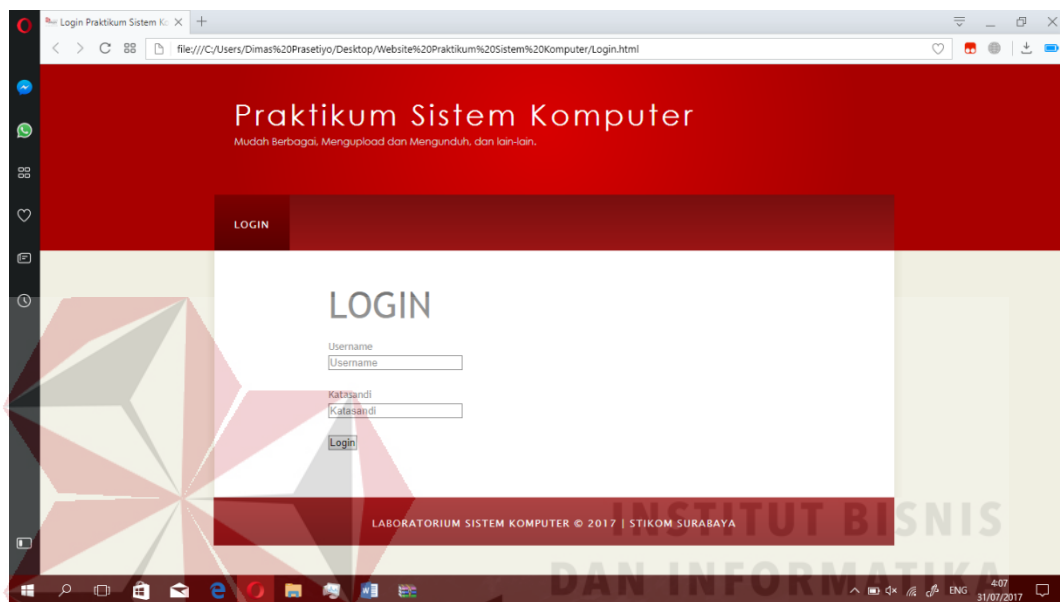 Login Praktikum Sistem Ko
file:///C:/Users/Dimas%20Prasetiyo/Desktop/Website%20Praktikum%20Sistem%20Komputer/Login.html
Praktikum Sistem Komputer
Mudah Berbagai, Mengupload dan Mengunduh, dan lain-lain.
LOGIN
LOGIN
Username
Username
Katasandi
Katasandi
Login
LABORATORIUM SISTEM KOMPUTER © 2017 | STIKOM SURABAYA
INSTITUT BISNIS
DAN INFORMATIKA
ENG
4:07
31/07/2017